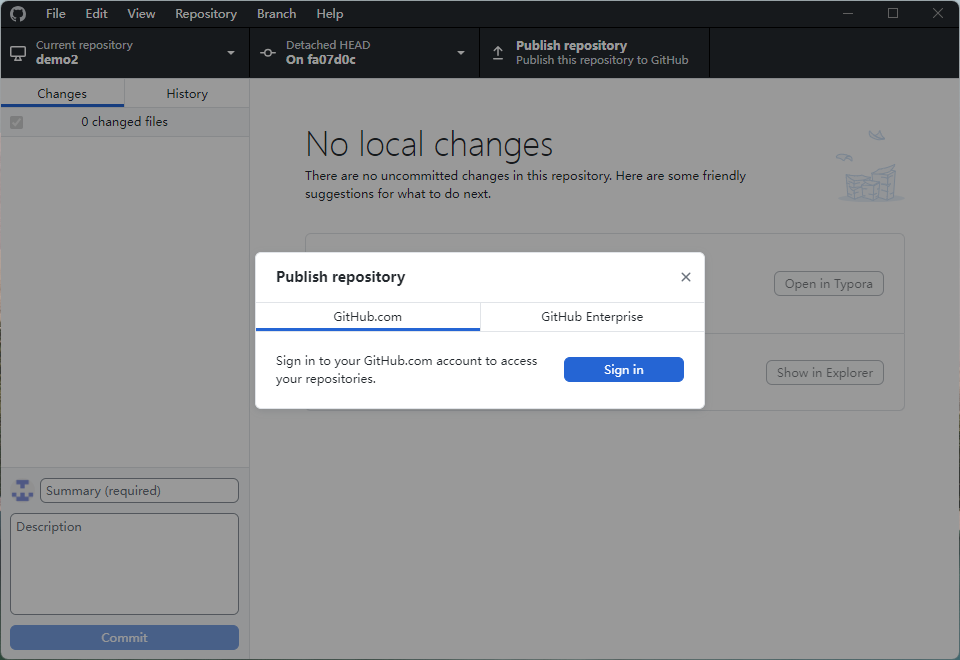 File Edit View Repository Branch Help
Current repository
demo2
Detached HEAD
On fa07d0c
Publish repository
Publish this repository to GitHub
Changes
History
0 changed files
No local changes
There are no uncommitted changes in this repository. Here are some friendly
suggestions for what to do next.
Open in Typora
Show in Explorer
Publish repository
GitHub.com
GitHub Enterprise
Sign in to your GitHub.com account to access
your repositories.
Sign in
Summary (required)
Description
Commit